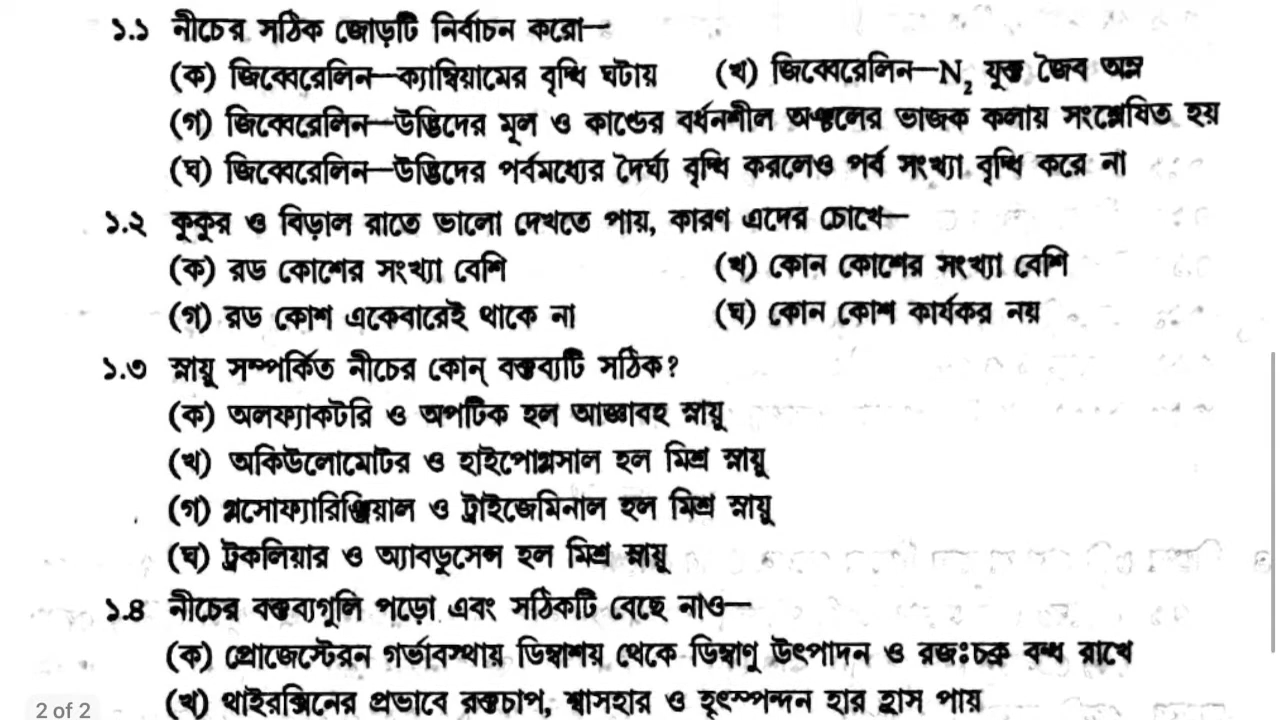 ১.১ নীচের সঠিক জোড়টি নির্বাচন করো—
(ক) জিব্বেরেলিন—ক্যাম্বিয়ামের বৃদ্ধি ঘটায় (খ) জিব্বেরেলিন—N₂ যুক্ত জৈব অম্ল
(গ) জিব্বেরেলিন—উদ্ভিদের মূল ও কাণ্ডের বর্ধনশীল অঞ্চলের ভাজক কলায় সংশ্লেষিত হয়
(ঘ) জিব্বেরেলিন—উদ্ভিদের পর্বমধ্যের দৈর্ঘ্য বৃদ্ধি করলেও পর্ব সংখ্যা বৃদ্ধি করে না
১.২ কুকুর ও বিড়াল রাতে ভালো দেখতে পায়, কারণ এদের চোখে—
(ক) রড কোশের সংখ্যা বেশি (খ) কোন কোশের সংখ্যা বেশি
(গ) রড কোশ একেবারেই থাকে না (ঘ) কোন কোশ কার্যকর নয়
১.৩ স্নায়ু সম্পর্কিত নীচের কোন্ বক্তব্যটি সঠিক?
(ক) অলফ্যাকটরি ও অপটিক হল আজ্ঞাবহ স্নায়ু
(খ) অকিউলোমোটর ও হাইপোগ্লসাল হল মিশ্র স্নায়ু
(গ) গ্লসোফ্যারিঞ্জিয়াল ও ট্রাইজেমিনাল হল মিশ্র স্নায়ু
(ঘ) ট্রকলিয়ার ও অ্যাবডুসেন্স হল মিশ্র স্নায়ু
১.৪ নীচের বক্তব্যগুলি পড়ো এবং সঠিকটি বেছে নাও—
(ক) প্রোজেস্টেরন গর্ভাবস্থায় ডিম্বাশয় থেকে ডিম্বাণু উৎপাদন ও রজঃচক্র বন্ধ রাখে
(খ) থাইরক্সিনের প্রভাবে রক্তচাপ, শ্বাসহার ও হৃৎস্পন্দন হার হ্রাস পায়
2 of 2